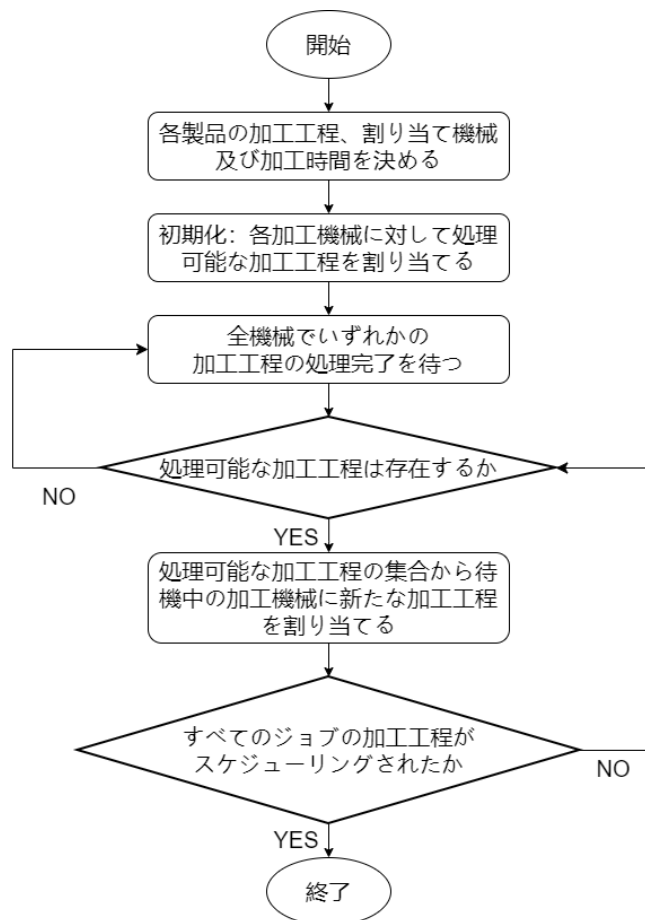 開始
各製品の加工工程、割り当て機械
及び加工時間を決める
初期化：各加工機械に対して処理
可能な加工工程を割り当てる
全機械でいずれかの
加工工程の処理完了を待つ
処理可能な加工工程は存在するか
NO
YES
処理可能な加工工程の集合から待
機中の加工機械に新たな加工工程
を割り当てる
すべてのジョブの加工工程が
スケジューリングされたか
NO
YES
終了